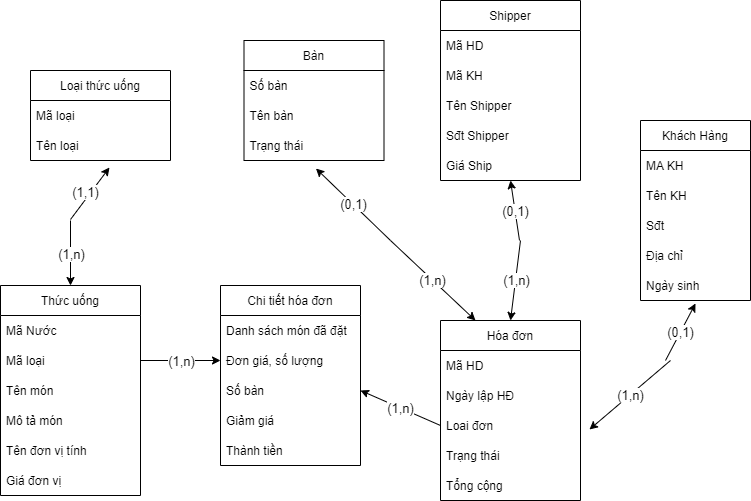 Shipper
Mã HD
Mã KH
Tên Shipper
Sđt Shipper
Giá Ship
Bàn
Số bàn
Tên bàn
Trạng thái
Loại thức uống
Mã loại
Tên loại
Khách Hàng
MA KH
Tên KH
Sđt
Địa chỉ
Ngày sinh
(1,1)
(1,n)
(0,1)
(1,n)
(0,1)
(1,n)
(0,1)
(1,n)
Thức uống
Mã Nước
Mã loại
Tên món
Mô tả món
Tên đơn vị tính
Giá đơn vị
(1,n)
Chi tiết hóa đơn
Danh sách món đã đặt
Đơn giá, số lượng
Số bàn
Giảm giá
Thành tiền
(1,n)
Hóa đơn
Mã HD
Ngày lập HĐ
Loai đơn
Trạng thái
Tổng cộng